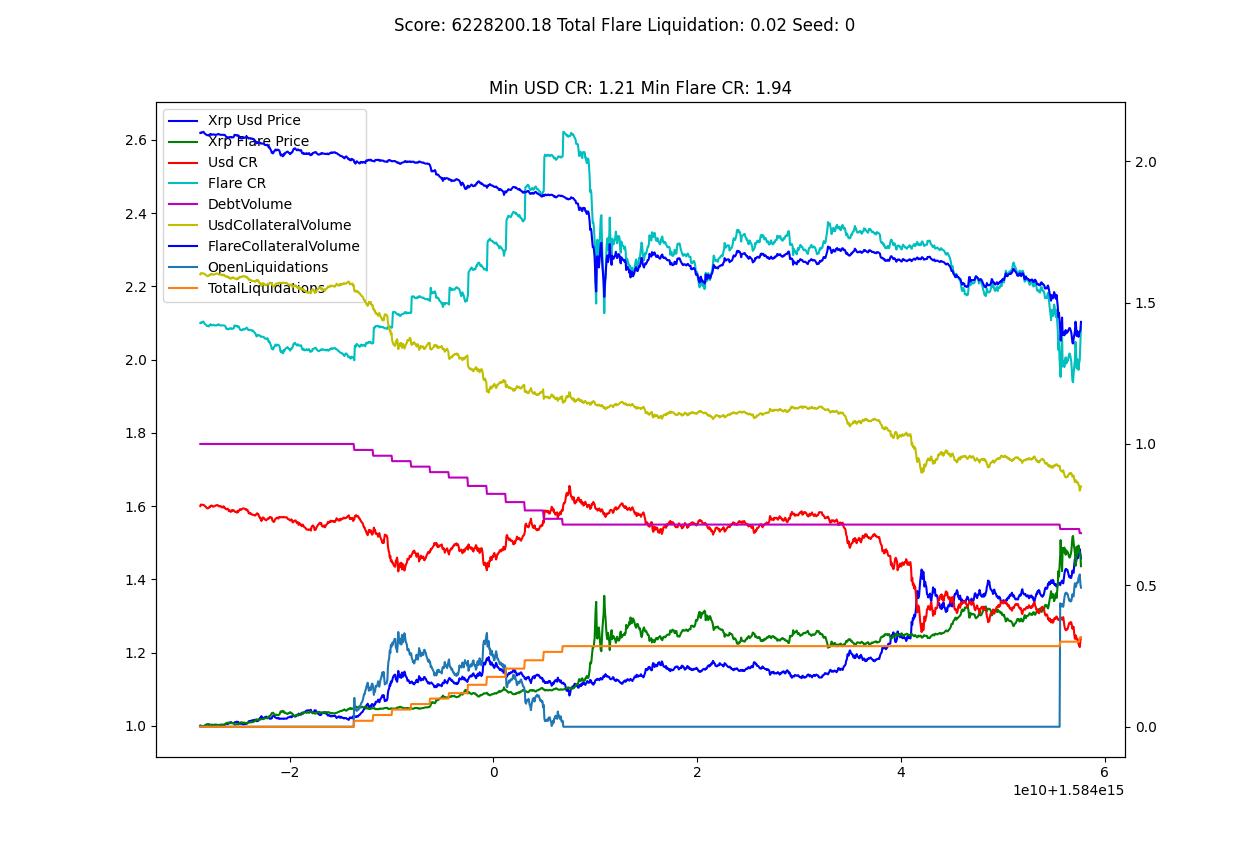 Score: 6228200.18 Total Flare Liquidation: 0.02 Seed: 0
Min USD CR: 1.21 Min Flare CR: 1.94
Xrp Usd Price
Xrp Flare Price
Usd CR
Flare CR
DebtVolume
UsdCollateralVolume
FlareCollateralVolume
OpenLiquidations
TotalLiquidations
2.6
2.4
2.2
2.0
1.8
1.6
1.4
1.2
1.0
2.0
1.5
1.0
0.5
0.0
−2
0
2
4
6
1e10+1.584e15